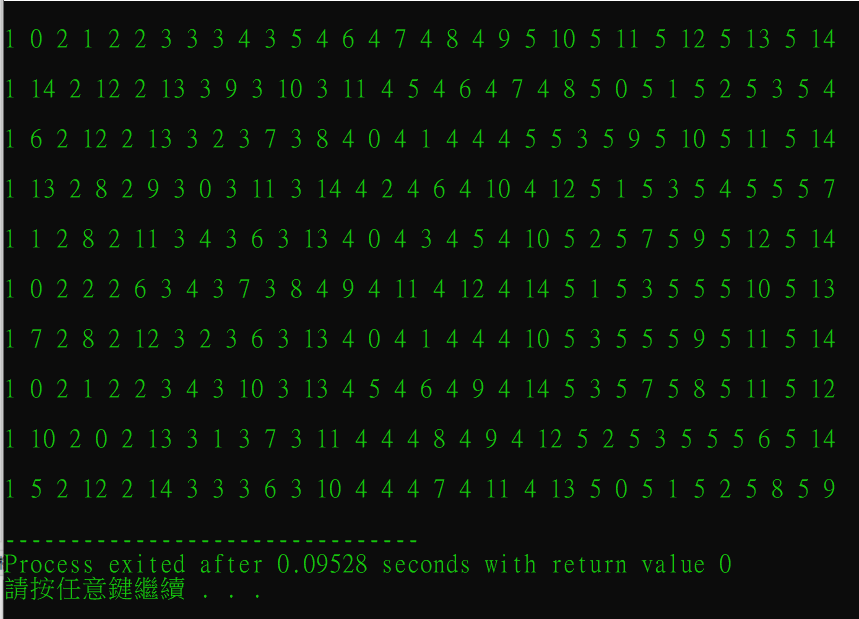 1 0 2 1 2 2 3 3 3 4 3 5 4 6 4 7 4 8 4 9 5 10 5 11 5 12 5 13 5 14
1 14 2 12 2 13 3 9 3 10 3 11 4 5 4 6 4 7 4 8 5 0 5 1 5 2 5 3 5 4
1 6 2 12 2 13 3 2 3 7 3 8 4 0 4 1 4 4 4 5 5 3 5 9 5 10 5 11 5 14
1 13 2 8 2 9 3 0 3 11 3 14 4 2 4 6 4 10 4 12 5 1 5 3 5 4 5 5 5 7
1 1 2 8 2 11 3 4 3 6 3 13 4 0 4 3 4 5 4 10 5 2 5 7 5 9 5 12 5 14
1 0 2 2 2 6 3 4 3 7 3 8 4 9 4 11 4 12 4 14 5 1 5 3 5 5 5 10 5 13
1 7 2 8 2 12 3 2 3 6 3 13 4 0 4 1 4 4 4 10 5 3 5 5 5 9 5 11 5 14
1 0 2 1 2 2 3 4 3 10 3 13 4 5 4 6 4 9 4 14 5 3 5 7 5 8 5 11 5 12
1 10 2 0 2 13 3 1 3 7 3 11 4 4 4 8 4 9 4 12 5 2 5 3 5 5 5 6 5 14
1 5 2 12 2 14 3 3 3 6 3 10 4 4 4 7 4 11 4 13 5 0 5 1 5 2 5 8 5 9
--------------------------------
Process exited after 0.09528 seconds with return value 0
請按任意鍵繼續 . . .